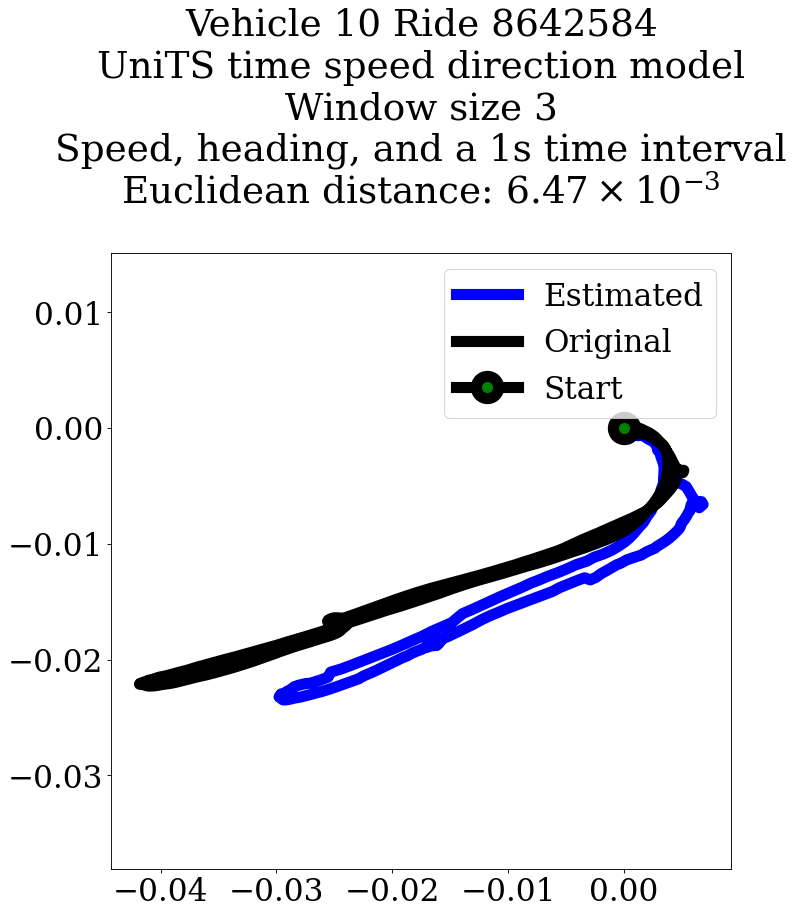 Vehicle 10 Ride 8642584
UniTS time speed direction model
Window size 3
Speed, heading, and a 1s time interval
Euclidean distance: 6.47 × 10⁻³
Estimated
Original
Start
0.01
0.00
−0.01
−0.02
−0.03
−0.04 −0.03 −0.02 −0.01 0.00